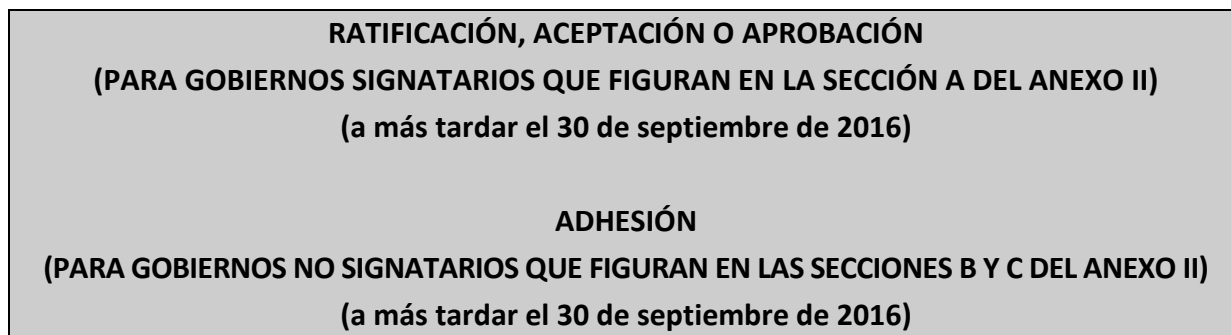 RATIFICACIÓN, ACEPTACIÓN O APROBACIÓN
(PARA GOBIERNOS SIGNATARIOS QUE FIGURAN EN LA SECCIÓN A DEL ANEXO II)
(a más tardar el 30 de septiembre de 2016)
ADHESIÓN
(PARA GOBIERNOS NO SIGNATARIOS QUE FIGURAN EN LAS SECCIONES B Y C DEL ANEXO II)
(a más tardar el 30 de septiembre de 2016)